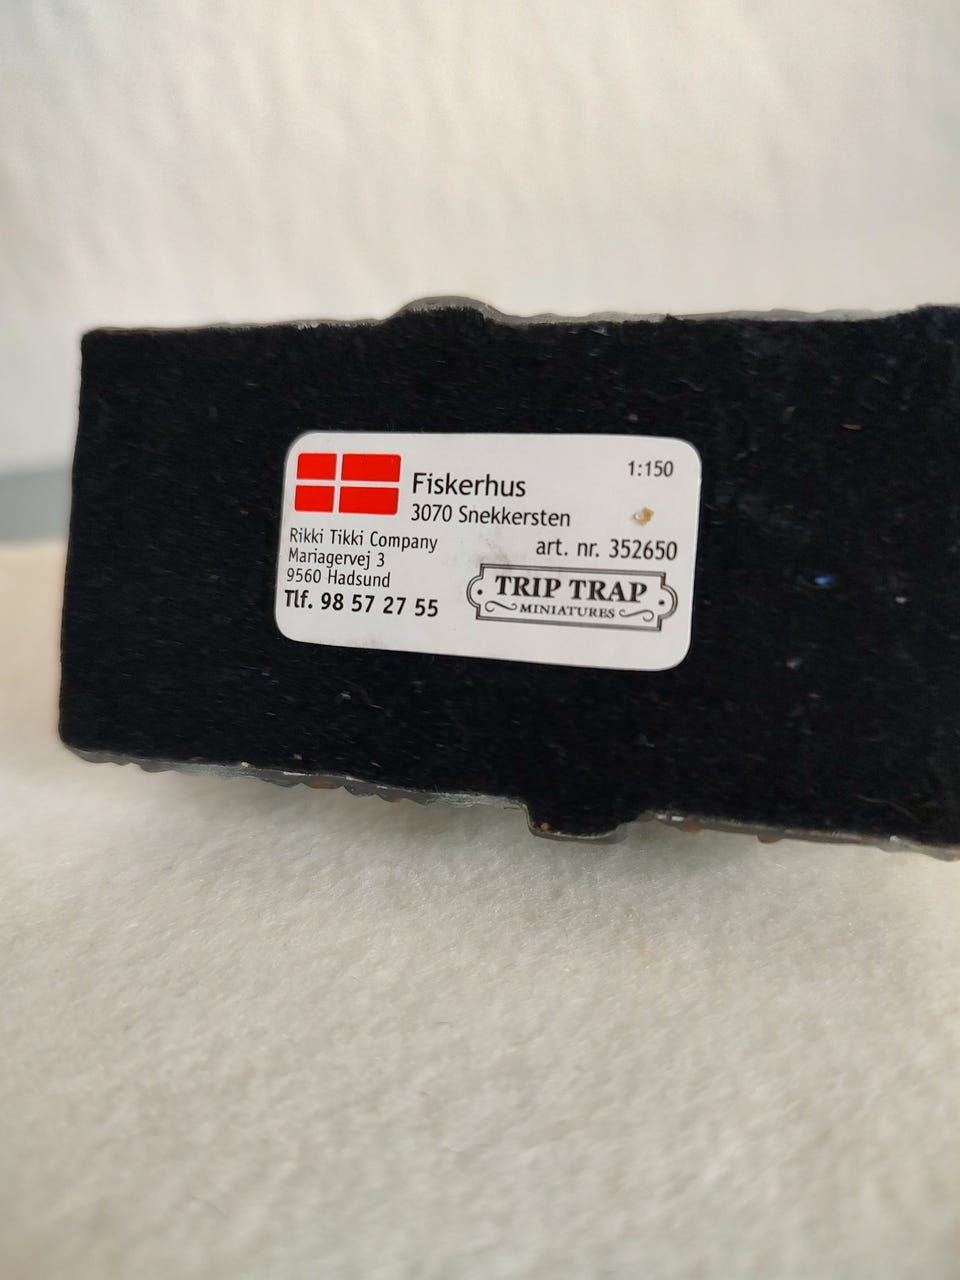 Fiskerhus
1:150
3070 Snekkersten
art. nr. 352650
Rikki Tikki Company
Mariagervej 3
9560 Hadsund
Tlf. 98 57 27 55
TRIP TRAP
MINIATURES